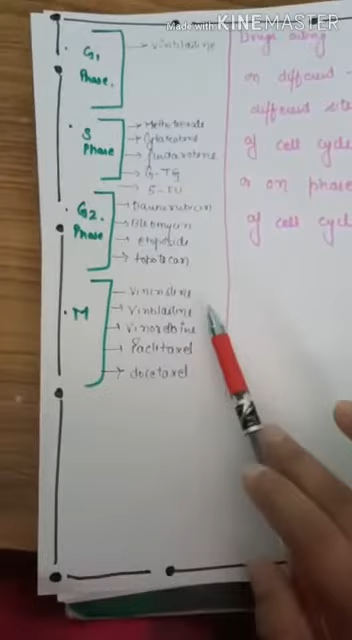 Made with KINEMASTER
G1
Phase.
vinblastine
S
Phase
Methotrexate
Cytarabine
fludarabine
6-TG
5-FU
G2.
Phase
Daunorubicin
Bleomycin
etoposide
topotecan
M
vincristine
vinblastine
vinorelbine
Paclitaxel
docetaxel
Drugs acting
on different
different site
of cell cycle
or on phase
of cell cycl